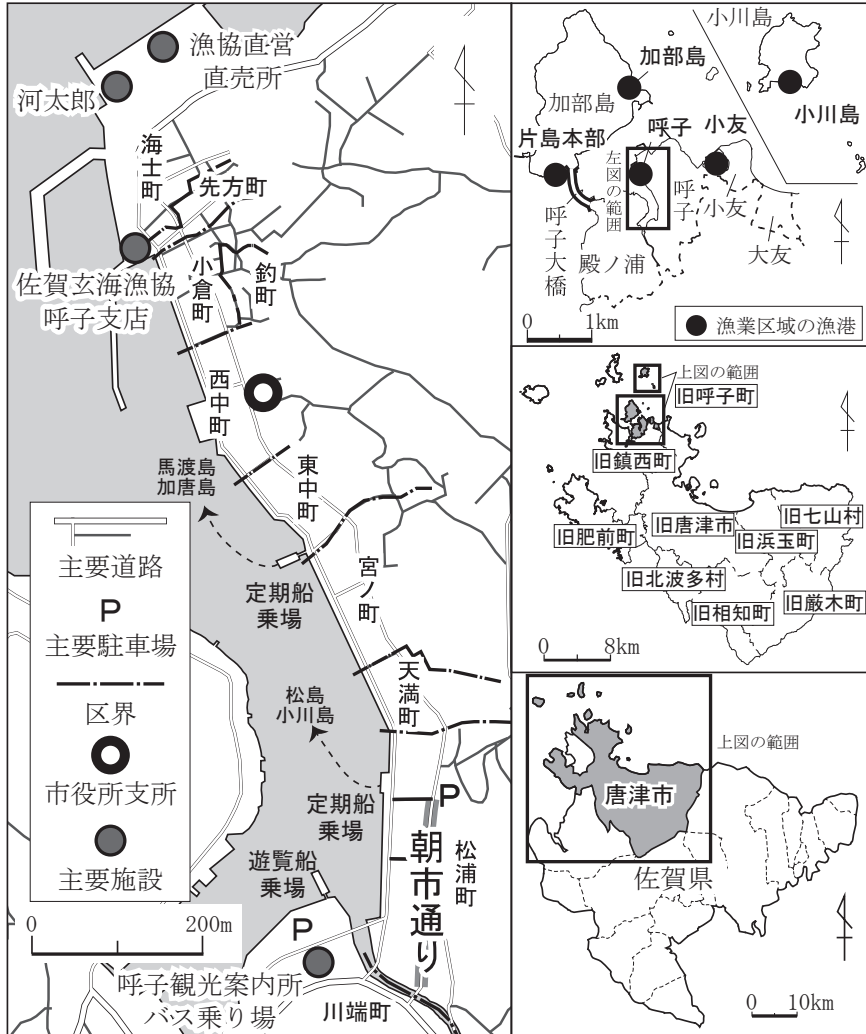 漁協直営
直売所
河太郎
海士町
先方町
佐賀玄海漁協
呼子支店
小倉町
釣町
西中町
東中町
馬渡島
加唐島
定期船
乗場
宮ノ町
天満町
松島
小川島
定期船
乗場
遊覧船
乗場
P
朝市通り
松浦町
P
呼子観光案内所
バス乗り場
川端町
主要道路
P
主要駐車場
区界
市役所支所
主要施設
0 200m
小川島
加部島
加部島
小川島
片島本部
呼子
小友
左図の範囲
呼子
小友
大友
呼子大橋
殿ノ浦
0 1km
漁業区域の漁港
上図の範囲
旧呼子町
旧鎮西町
旧肥前町
旧唐津市
旧七山村
旧浜玉町
旧北波多村
旧相知町
旧厳木町
0 8km
上図の範囲
唐津市
佐賀県
0 10km